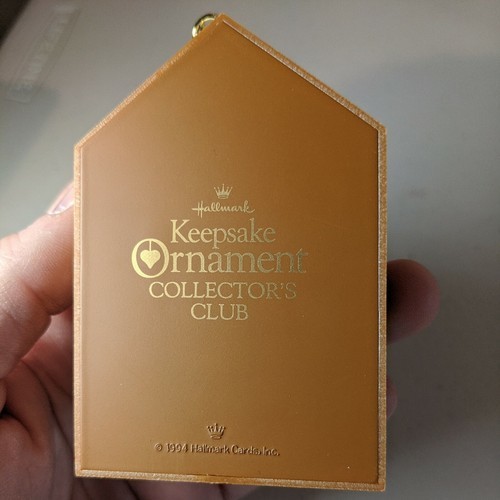 Hallmark
Keepsake
Ornament
COLLECTOR'S
CLUB
© 1994 Hallmark Cards, Inc.